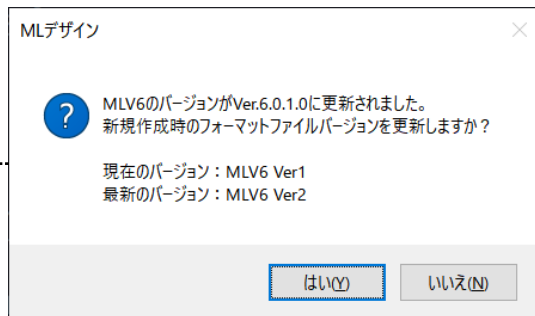 MLデザイン
?
MLV6のバージョンがVer.6.0.1.0に更新されました。
新規作成時のフォーマットファイルバージョンを更新しますか？
現在のバージョン：MLV6 Ver1
最新のバージョン：MLV6 Ver2
はい(Y)
いいえ(N)